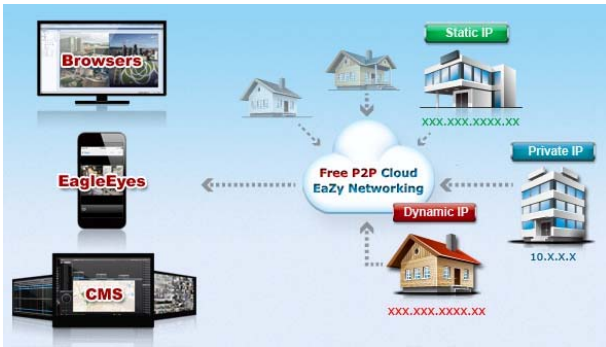 Browsers
EagleEyes
CMS
Static IP
XXX.XXX.XXXX.XX
Free P2P Cloud
EaZy Networking
Private IP
10.X.X.X
Dynamic IP
XXX.XXX.XXXX.XX